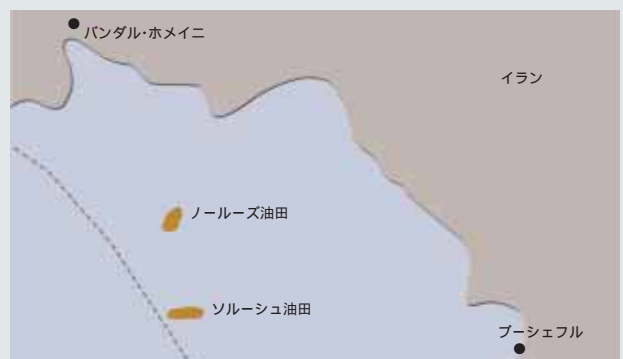 バンダル・ホメイニ
イラン
ノールーズ油田
ソルーシュ油田
ブーシェフル